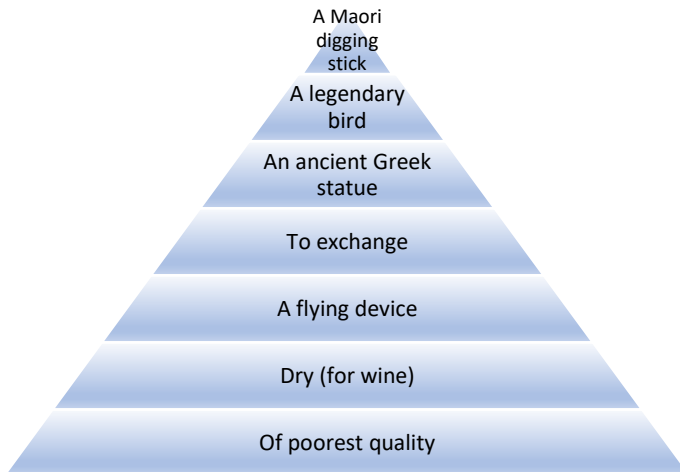 A Maori
digging
stick
A legendary
bird
An ancient Greek
statue
To exchange
A flying device
Dry (for wine)
Of poorest quality